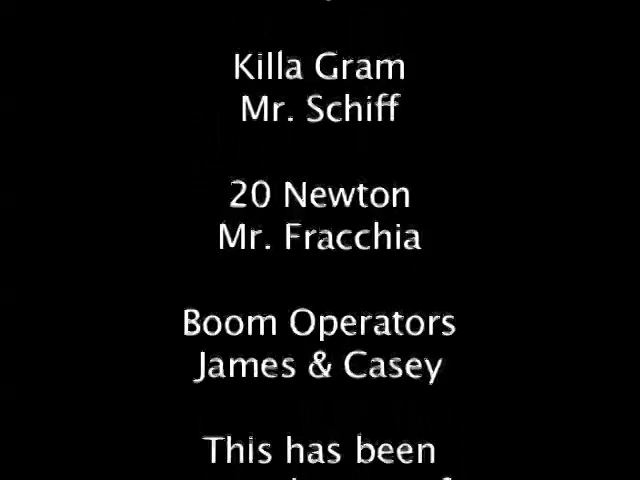 Killa Gram
Mr. Schiff
20 Newton
Mr. Fracchia
Boom Operators
James & Casey
This has been